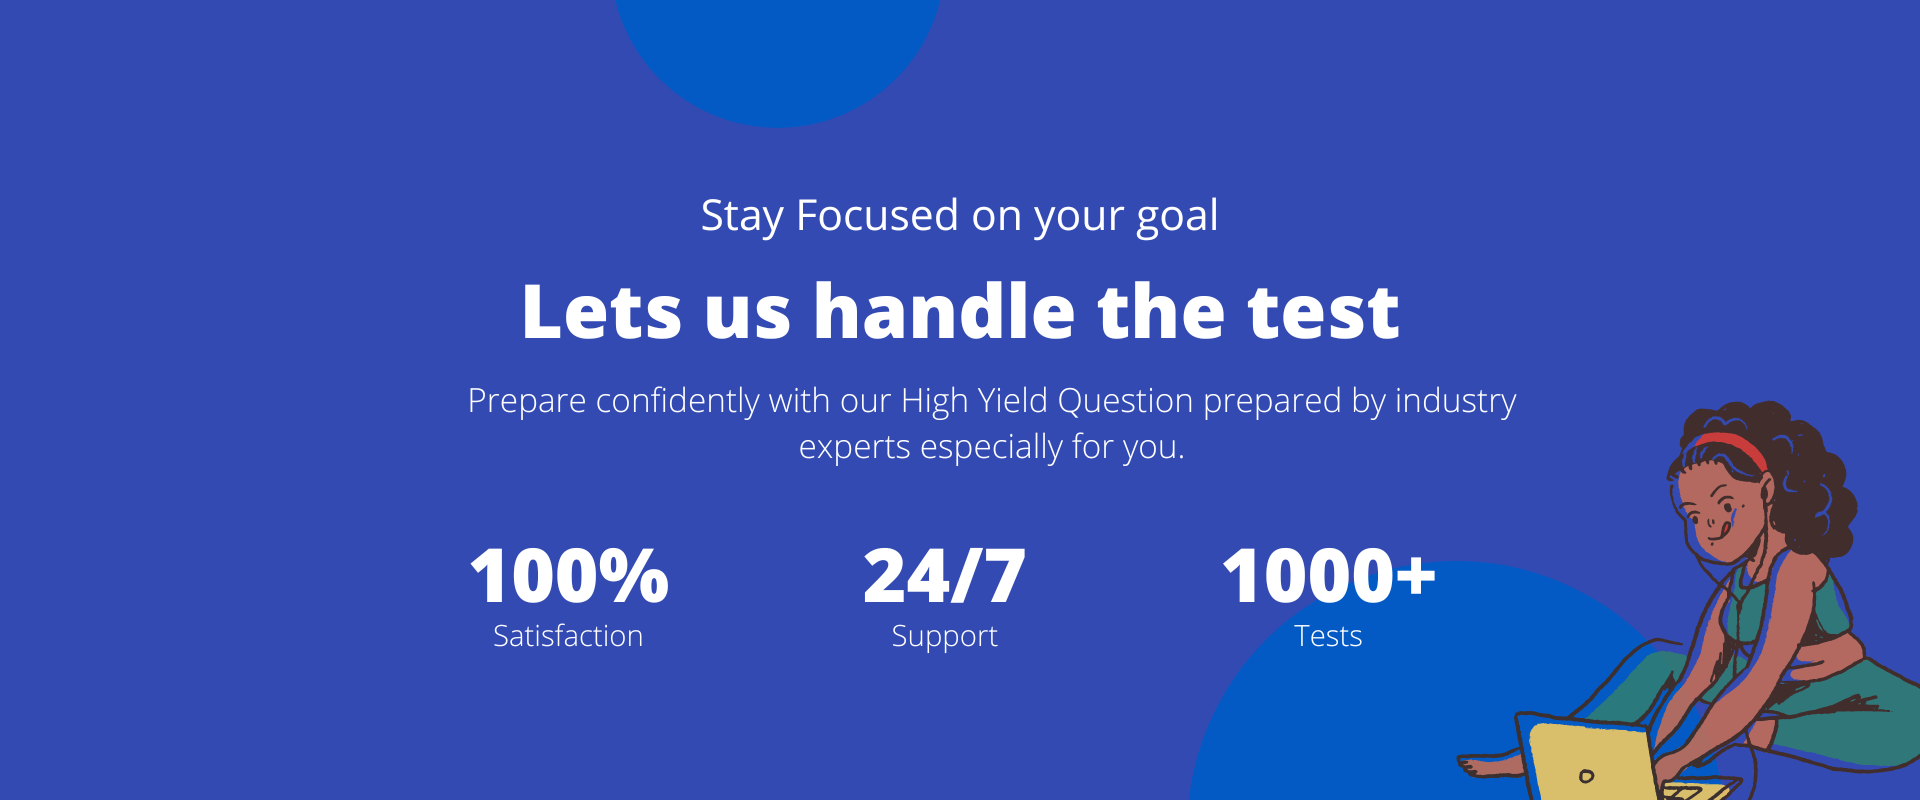 Stay Focused on your goal
Lets us handle the test
Prepare confidently with our High Yield Question prepared by industry
experts especially for you.
100%
Satisfaction
24/7
Support
1000+
Tests